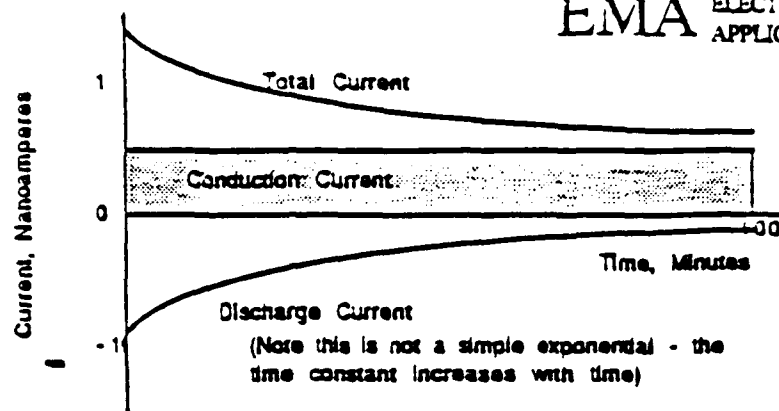 EMA
APPLIC
1
Total Current
Conduction Current
0
Time, Minutes
Current, Nanoamperes
Discharge Current
- 1
(Note this is not a simple exponential - the
time constant increases with time)